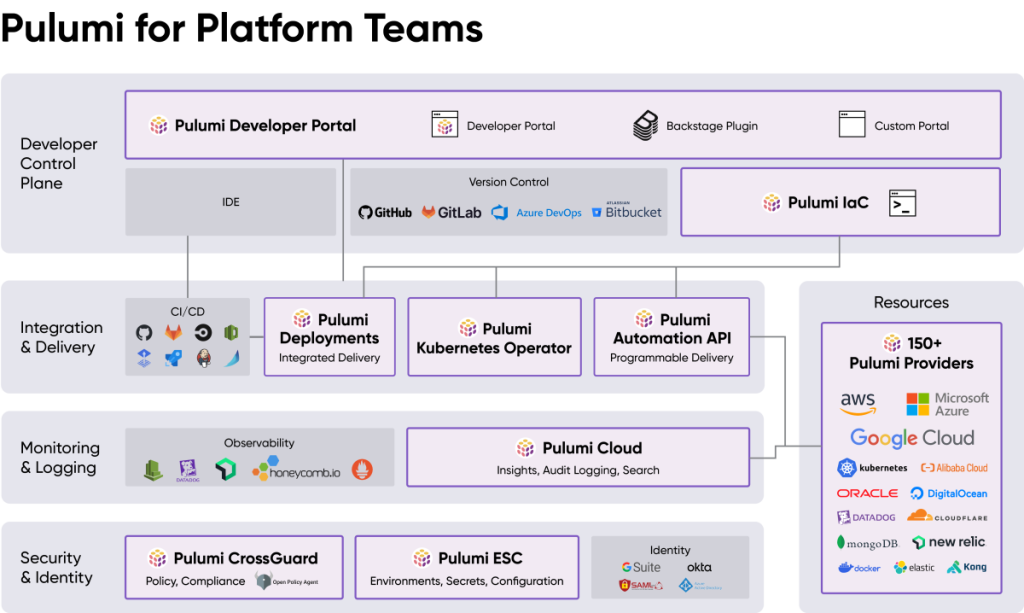 Pulumi for Platform Teams
Developer
Control
Plane
Pulumi Developer Portal
Developer Portal
Backstage Plugin
Custom Portal
IDE
Version Control
GitHub
GitLab
Azure DevOps
ATLASSIAN
Bitbucket
Pulumi IaC
Integration
& Delivery
CI/CD
Pulumi
Deployments
Integrated Delivery
Pulumi
Kubernetes Operator
Pulumi
Automation API
Programmable Delivery
Resources
150+
Pulumi Providers
aws
Microsoft
Azure
Google Cloud
kubernetes
Alibaba Cloud
ORACLE
DigitalOcean
DATADOG
CLOUDFLARE
mongoDB
new relic
docker
elastic
Kong
Monitoring
& Logging
Observability
DATADOG
honeycomb.io
Pulumi Cloud
Insights, Audit Logging, Search
Security
& Identity
Pulumi CrossGuard
Policy, Compliance
Open Policy Agent
Pulumi ESC
Environments, Secrets, Configuration
Identity
G Suite
okta
SAML